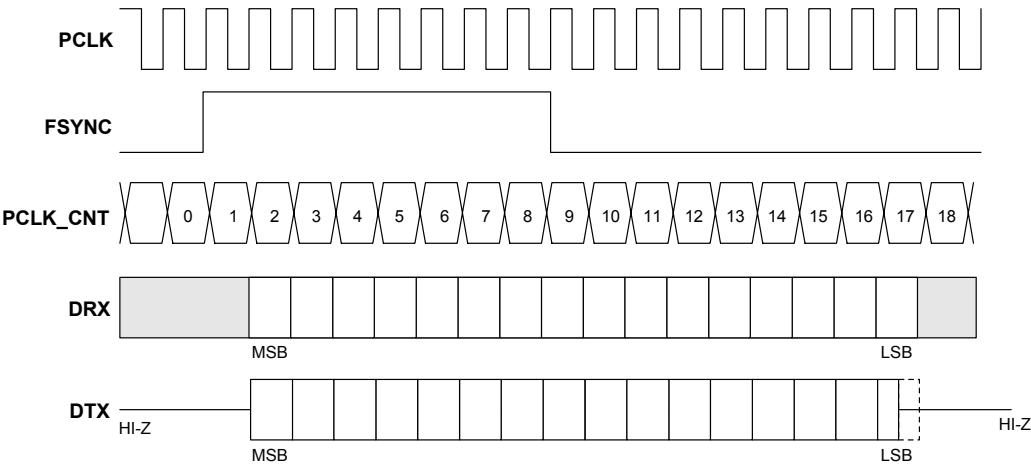 PCLK
FSYNC
PCLK_CNT 0 1 2 3 4 5 6 7 8 9 10 11 12 13 14 15 16 17 18
DRX
MSB LSB
DTX
HI-Z HI-Z
MSB LSB